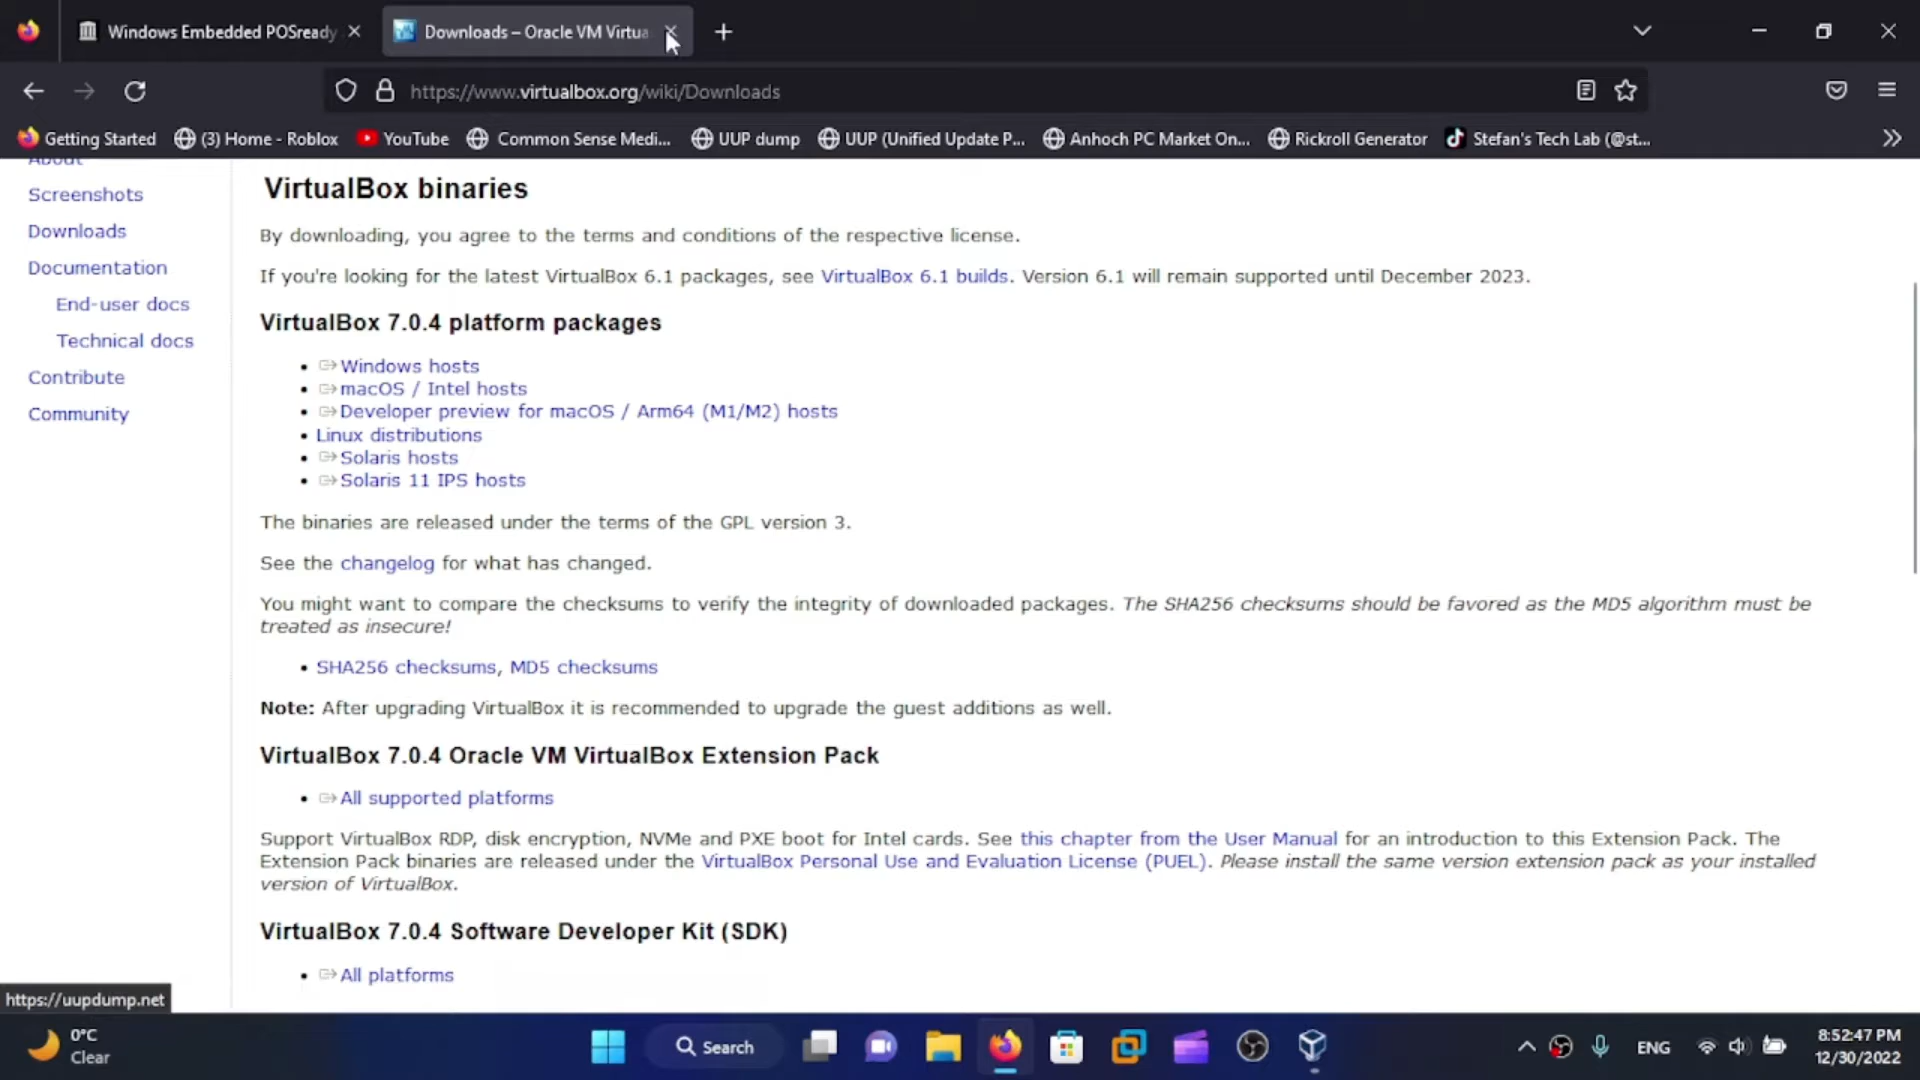 Windows Embedded POSready
Downloads – Oracle VM Virtua
https://www.virtualbox.org/wiki/Downloads
Getting Started
(3) Home - Roblox
YouTube
Common Sense Medi...
UUP dump
UUP (Unified Update P...
Anhoch PC Market On...
Rickroll Generator
Stefan's Tech Lab (@st...
About
Screenshots
Downloads
Documentation
End-user docs
Technical docs
Contribute
Community
VirtualBox binaries
By downloading, you agree to the terms and conditions of the respective license.
If you're looking for the latest VirtualBox 6.1 packages, see VirtualBox 6.1 builds. Version 6.1 will remain supported until December 2023.
VirtualBox 7.0.4 platform packages
• Windows hosts
• macOS / Intel hosts
• Developer preview for macOS / Arm64 (M1/M2) hosts
• Linux distributions
• Solaris hosts
• Solaris 11 IPS hosts
The binaries are released under the terms of the GPL version 3.
See the changelog for what has changed.
You might want to compare the checksums to verify the integrity of downloaded packages. The SHA256 checksums should be favored as the MD5 algorithm must be
treated as insecure!
• SHA256 checksums, MD5 checksums
Note: After upgrading VirtualBox it is recommended to upgrade the guest additions as well.
VirtualBox 7.0.4 Oracle VM VirtualBox Extension Pack
• All supported platforms
Support VirtualBox RDP, disk encryption, NVMe and PXE boot for Intel cards. See this chapter from the User Manual for an introduction to this Extension Pack. The
Extension Pack binaries are released under the VirtualBox Personal Use and Evaluation License (PUEL). Please install the same version extension pack as your installed
version of VirtualBox.
VirtualBox 7.0.4 Software Developer Kit (SDK)
• All platforms
https://uupdump.net
0°C
Clear
Search
ENG
8:52:47 PM
12/30/2022